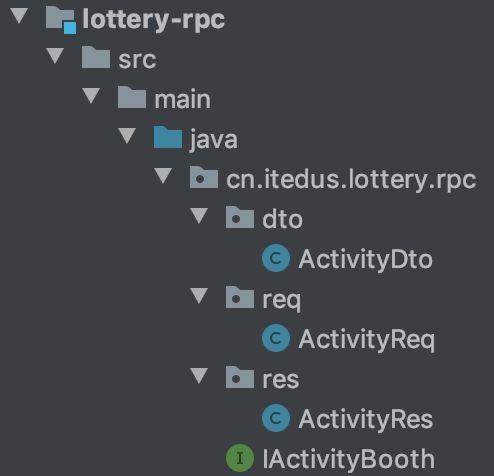 lottery-rpc
src
main
java
cn.itedus.lottery.rpc
dto
C ActivityDto
req
C ActivityReq
res
C ActivityRes
I IActivityBooth